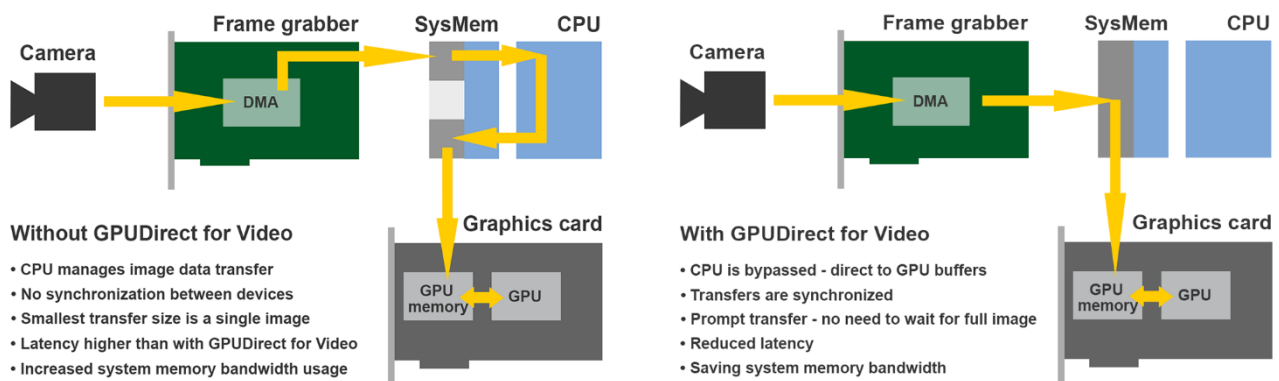 Frame grabber
SysMem
CPU
Camera
DMA
Graphics card
GPU
memory
GPU
Without GPUDirect for Video
• CPU manages image data transfer
• No synchronization between devices
• Smallest transfer size is a single image
• Latency higher than with GPUDirect for Video
• Increased system memory bandwidth usage
Frame grabber
SysMem
CPU
Camera
DMA
Graphics card
GPU
memory
GPU
With GPUDirect for Video
• CPU is bypassed - direct to GPU buffers
• Transfers are synchronized
• Prompt transfer - no need to wait for full image
• Reduced latency
• Saving system memory bandwidth